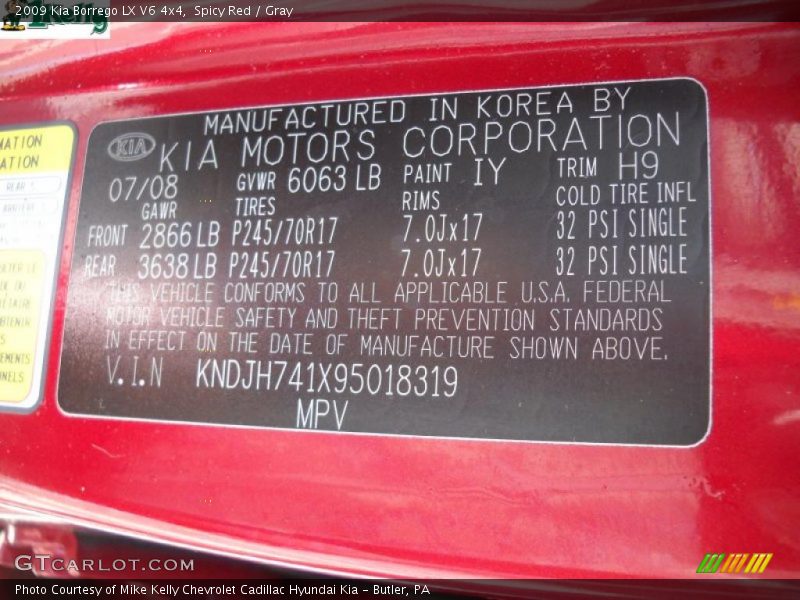 2009 Kia Borrego LX V6 4x4, Spicy Red / Gray
MANUFACTURED IN KOREA BY
KIA KIA MOTORS CORPORATION
07/08 GVWR 6063 LB PAINT IY TRIM H9
GAWR TIRES RIMS COLD TIRE INFL
FRONT 2866 LB P245/70R17 7.0Jx17 32 PSI SINGLE
REAR 3638 LB P245/70R17 7.0Jx17 32 PSI SINGLE
THIS VEHICLE CONFORMS TO ALL APPLICABLE U.S.A. FEDERAL
MOTOR VEHICLE SAFETY AND THEFT PREVENTION STANDARDS
IN EFFECT ON THE DATE OF MANUFACTURE SHOWN ABOVE.
V.I.N KNDJH741X95018319
MPV
MATION
ATION
REAR 5
GTCARLOT.COM
Photo Courtesy of Mike Kelly Chevrolet Cadillac Hyundai Kia - Butler, PA